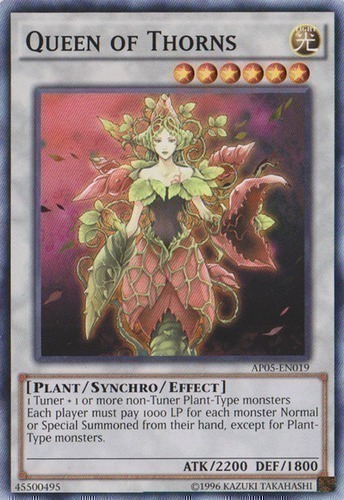 QUEEN OF THORNS
LIGHT
光
AP05-EN019
[PLANT/SYNCHRO/EFFECT]
1 Tuner + 1 or more non-Tuner Plant-Type monsters
Each player must pay 1000 LP for each monster Normal
or Special Summoned from their hand, except for Plant-
Type monsters.
ATK/2200 DEF/1800
45500495
©1996 KAZUKI TAKAHASHI